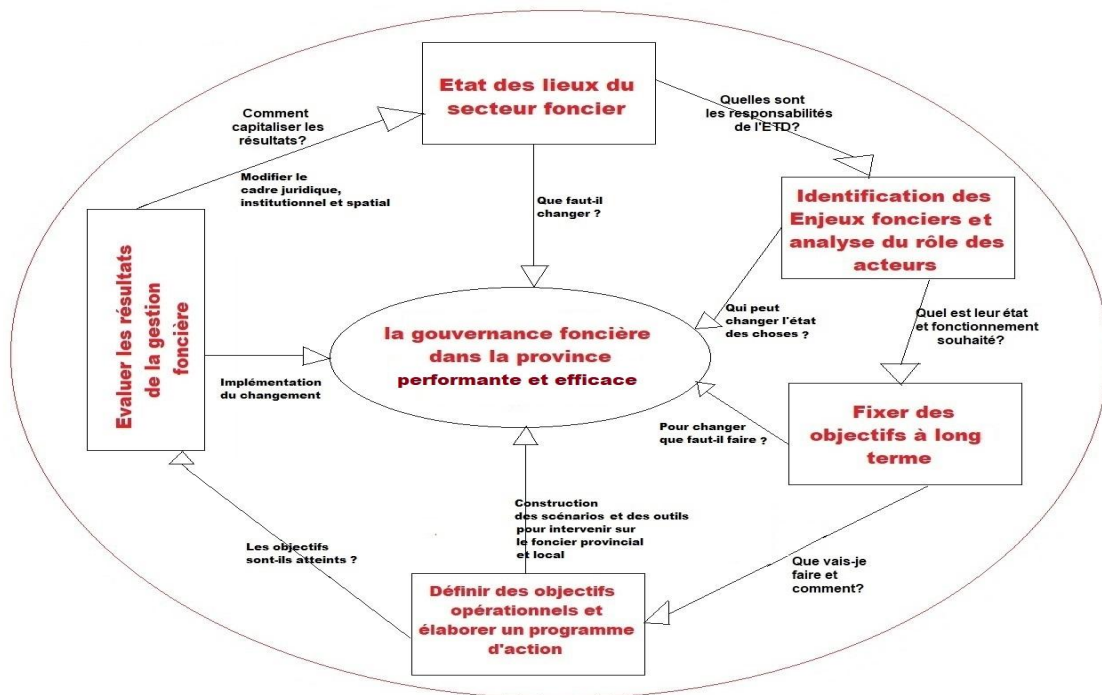 Etat des lieux du
secteur foncier
Comment
capitaliser les
résultats?
Quelles sont
les responsabilités
de l'ETD?
Modifier le
cadre juridique,
institutionnel et spatial
Que faut-il
changer ?
Identification des
Enjeux fonciers et
analyse du rôle des
acteurs
Evaluer les résultats
de la gestion
foncière
Qui peut
changer l'état
des choses ?
Quel est leur état
et fonctionnement
souhaité?
la gouvernance foncière
dans la province
performante et efficace
Implémentation
du changement
Pour changer
que faut-il faire ?
Fixer des
objectifs à long
terme
Construction
des scénarios et des outils
pour intervenir sur
le foncier provincial
et local
Les objectifs
sont-ils atteints ?
Que vais-je
faire et
comment?
Définir des objectifs
opérationnels et
élaborer un programme
d'action